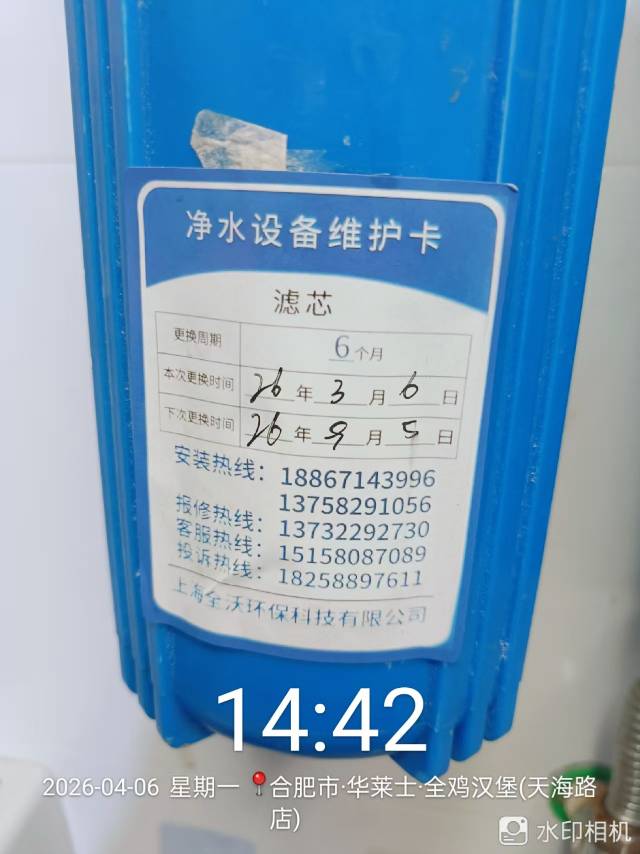 净水设备维护卡
滤芯
更换周期 6个月
本次更换时间 26年3月6日
下次更换时间 26年9月5日
安装热线：18867143996
13758291056
报修热线：13732292730
客服热线：15158087089
投诉热线：18258897611
上海全沃环保科技有限公司
14:42
2026-04-06 星期一 📍合肥市·华莱士·全鸡汉堡(天海路
店)
水印相机